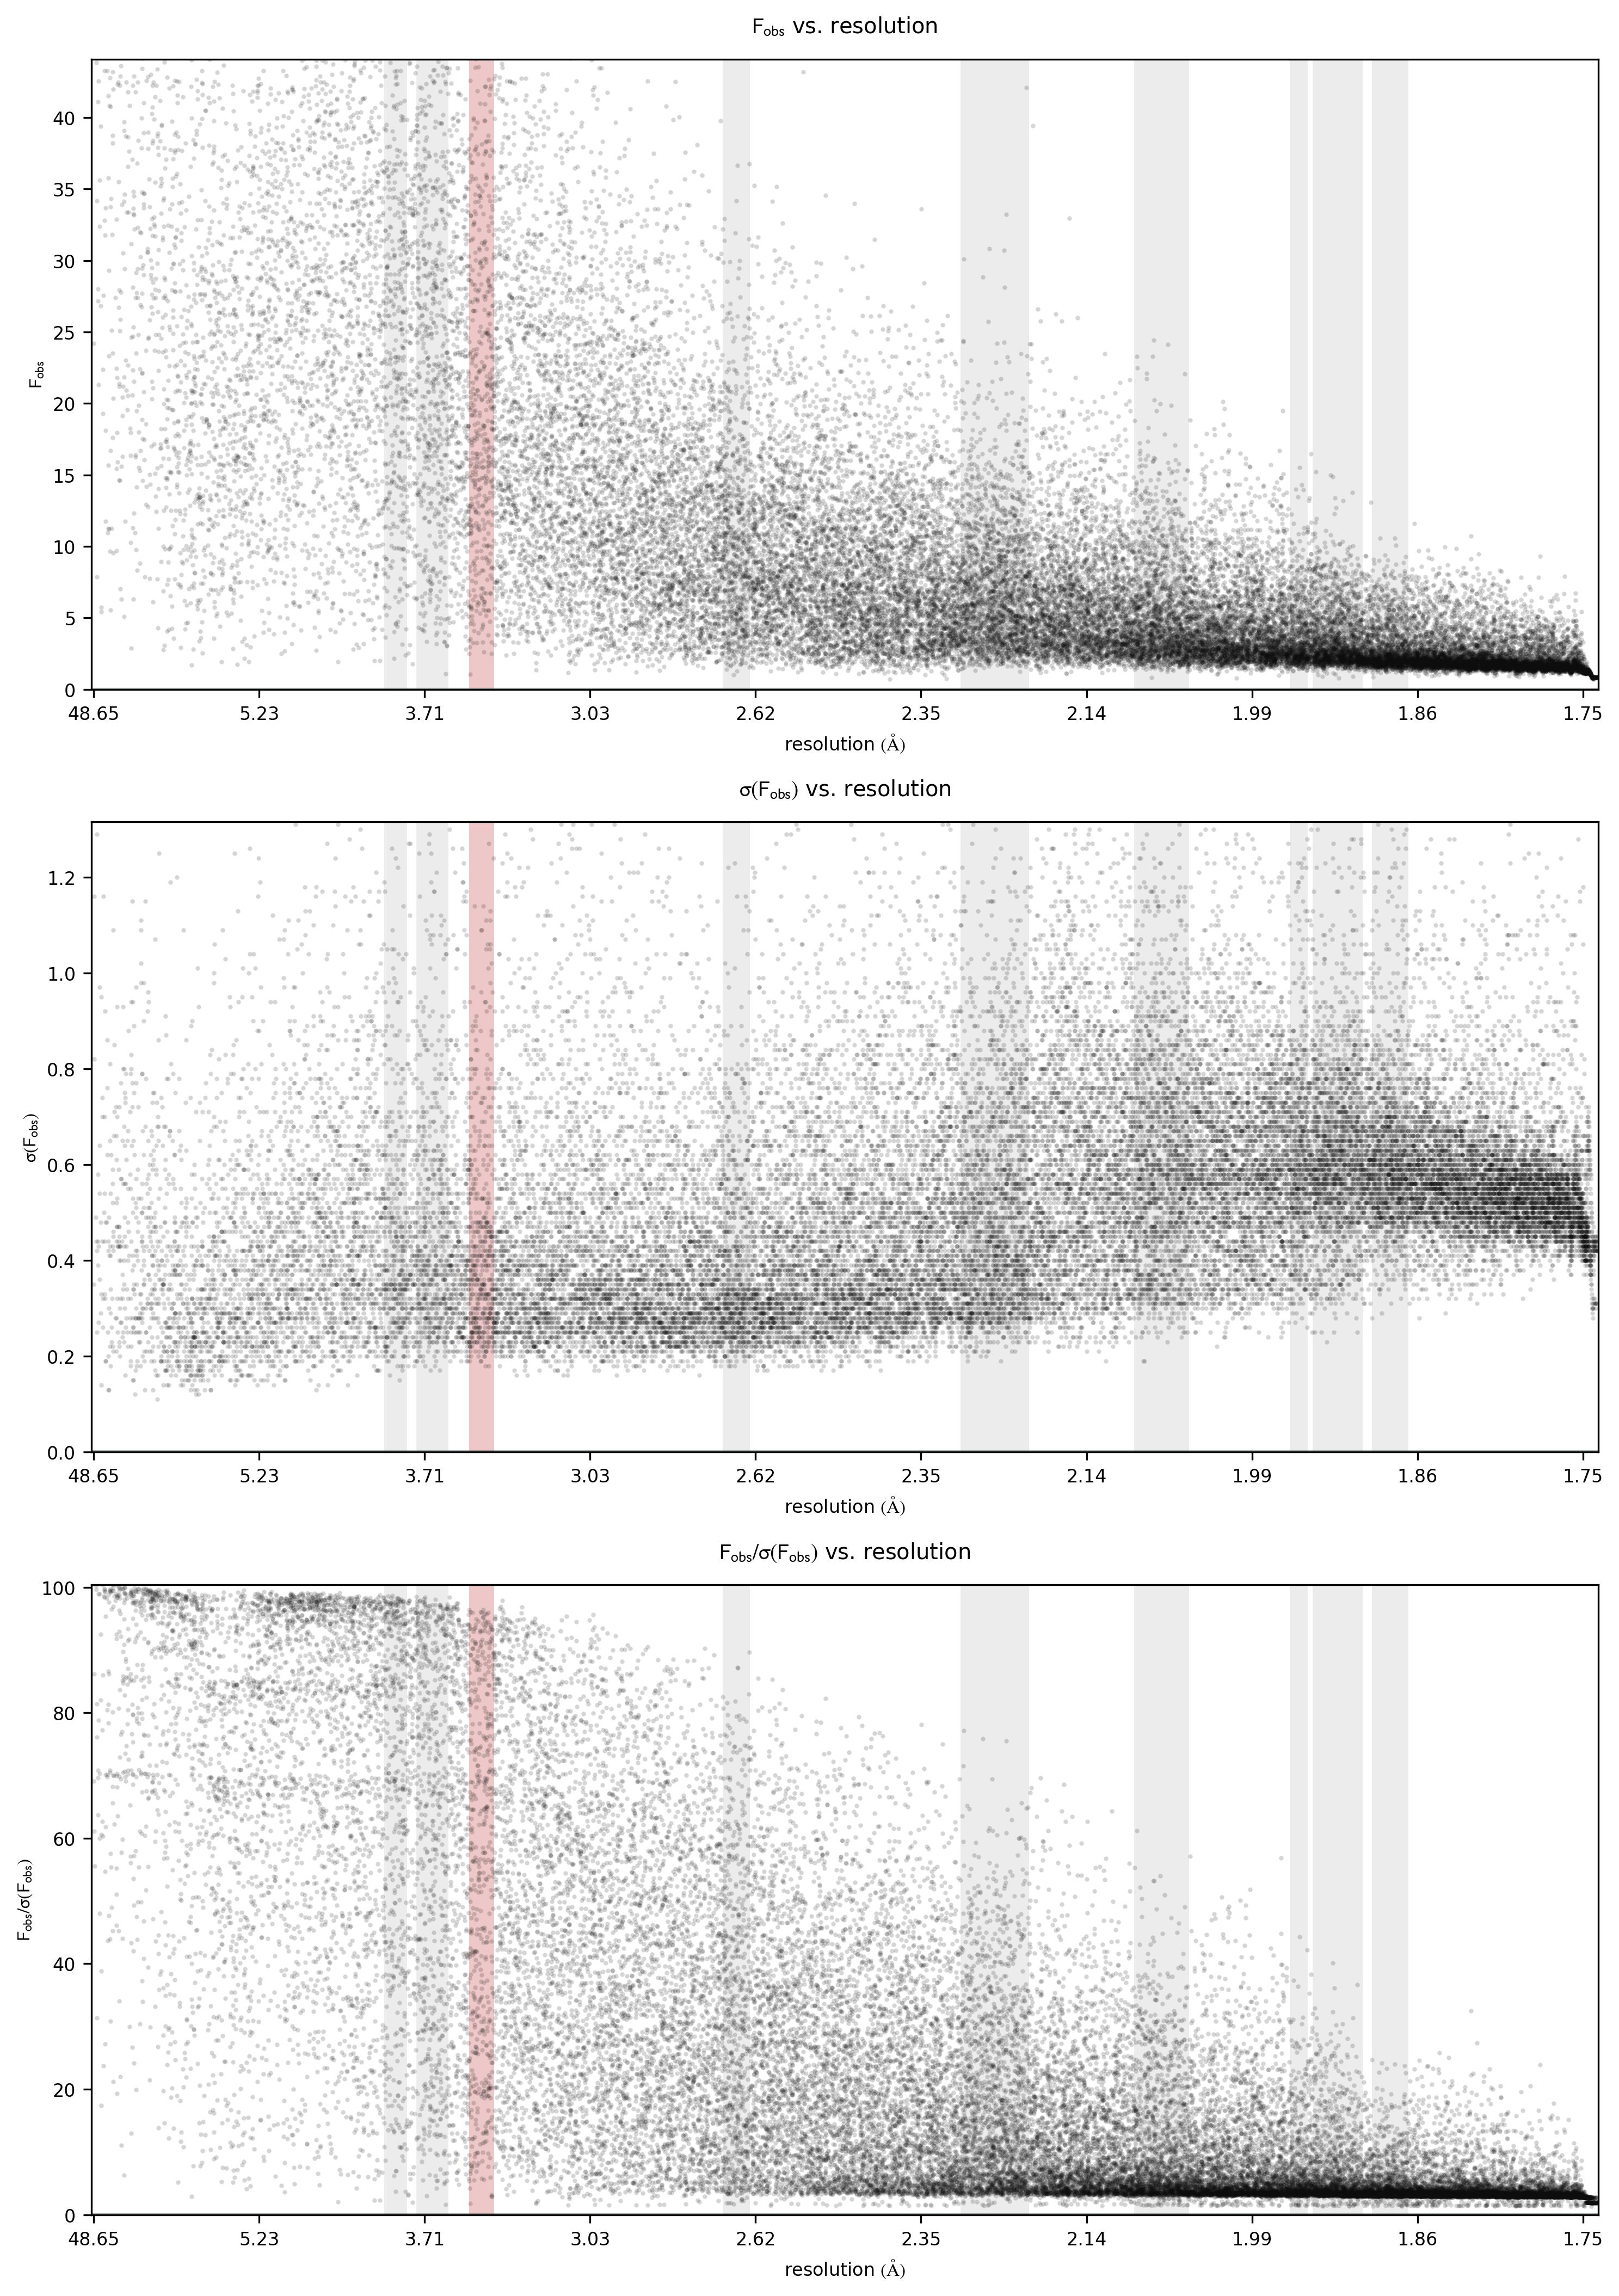 Fobs vs. resolution
40
35
30
25
20
15
10
5
0
Fobs
48.65 5.23 3.71 3.03 2.62 2.35 2.14 1.99 1.86 1.75
resolution (Å)
σ(Fobs) vs. resolution
1.2
1.0
0.8
0.6
0.4
0.2
0.0
σ(Fobs)
48.65 5.23 3.71 3.03 2.62 2.35 2.14 1.99 1.86 1.75
resolution (Å)
Fobs/σ(Fobs) vs. resolution
100
80
60
40
20
0
Fobs/σ(Fobs)
48.65 5.23 3.71 3.03 2.62 2.35 2.14 1.99 1.86 1.75
resolution (Å)